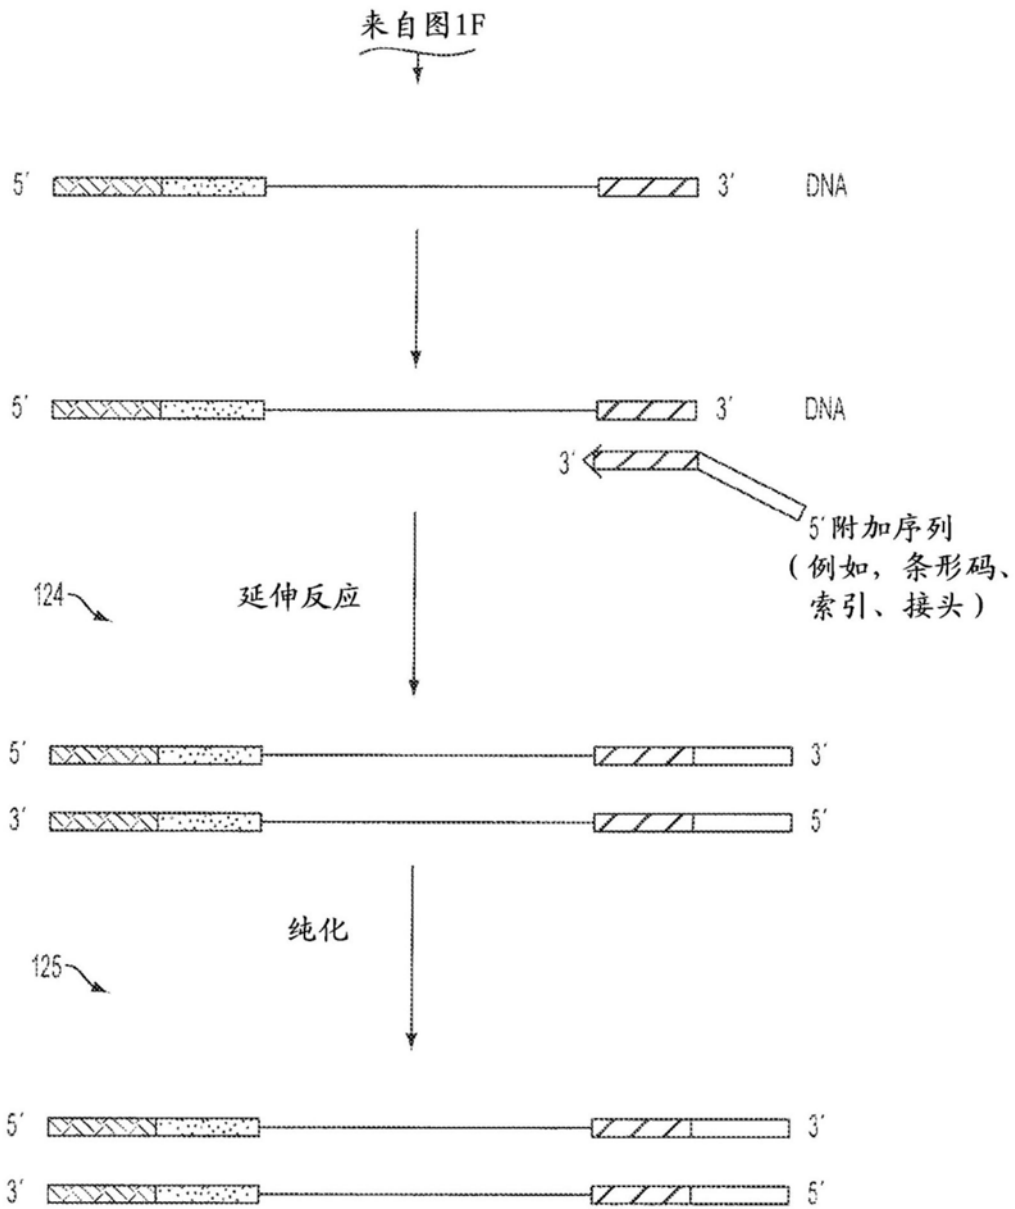 来自图1F
5′ 3′ DNA
5′ 3′ DNA
3′
5′附加序列
（例如，条形码、
索引、接头）
124
延伸反应
5′ 3′
3′ 5′
纯化
125
5′ 3′
3′ 5′